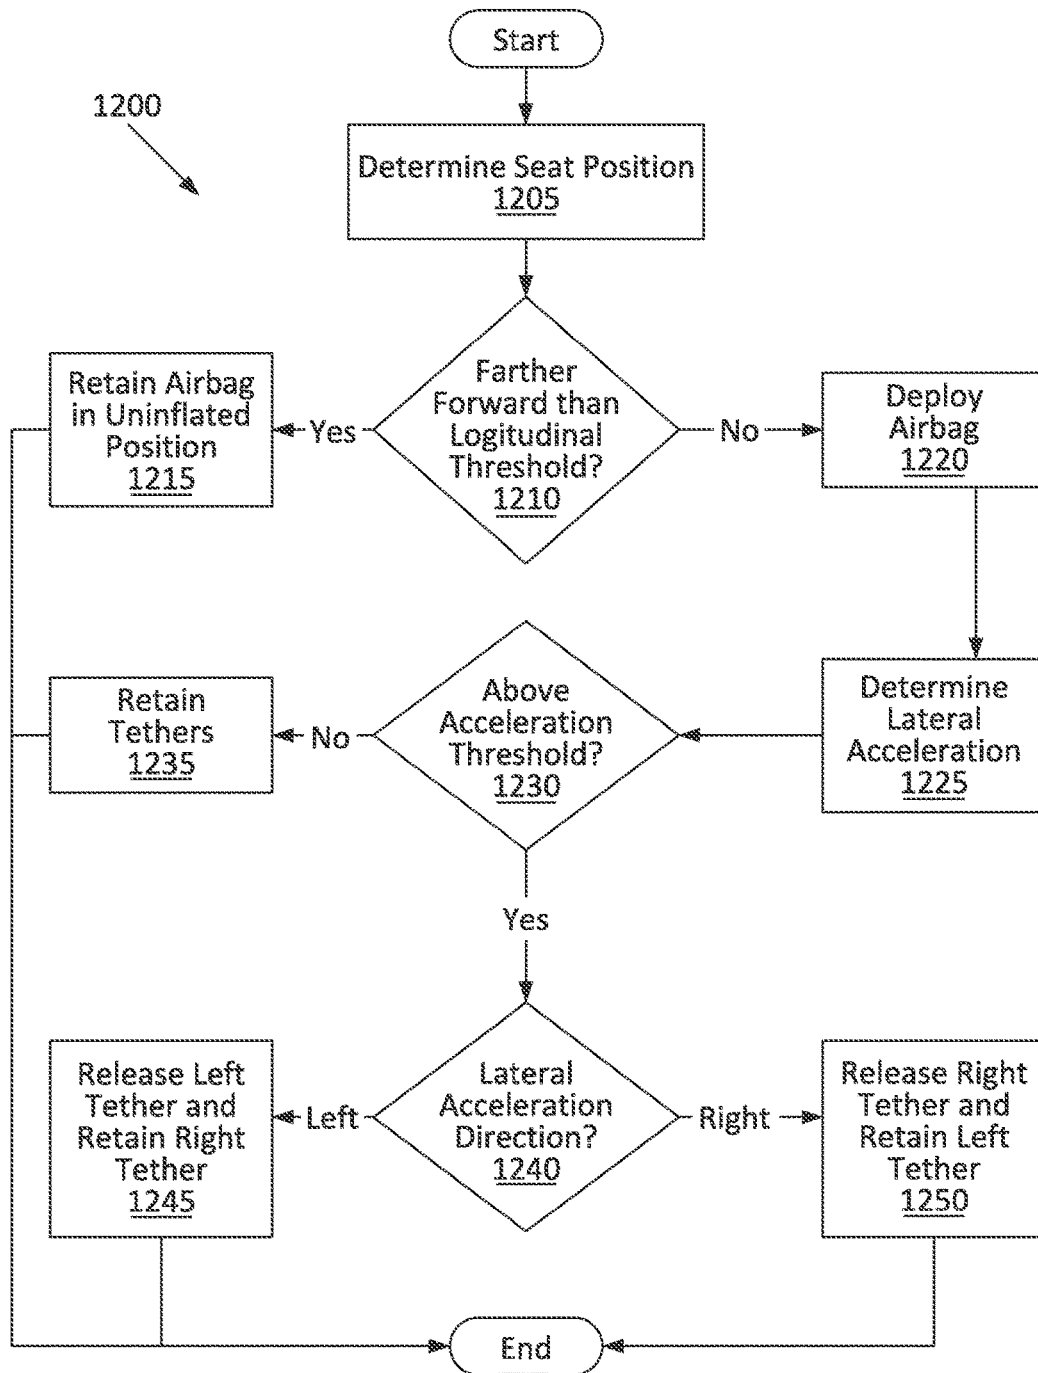 Start
1200
Determine Seat Position
1205
Farther
Forward than
Logitudinal
Threshold?
1210
Yes
No
Retain Airbag
in Uninflated
Position
1215
Deploy
Airbag
1220
Determine
Lateral
Acceleration
1225
Above
Acceleration
Threshold?
1230
No
Yes
Retain
Tethers
1235
Lateral
Acceleration
Direction?
1240
Left
Right
Release Left
Tether and
Retain Right
Tether
1245
Release Right
Tether and
Retain Left
Tether
1250
End